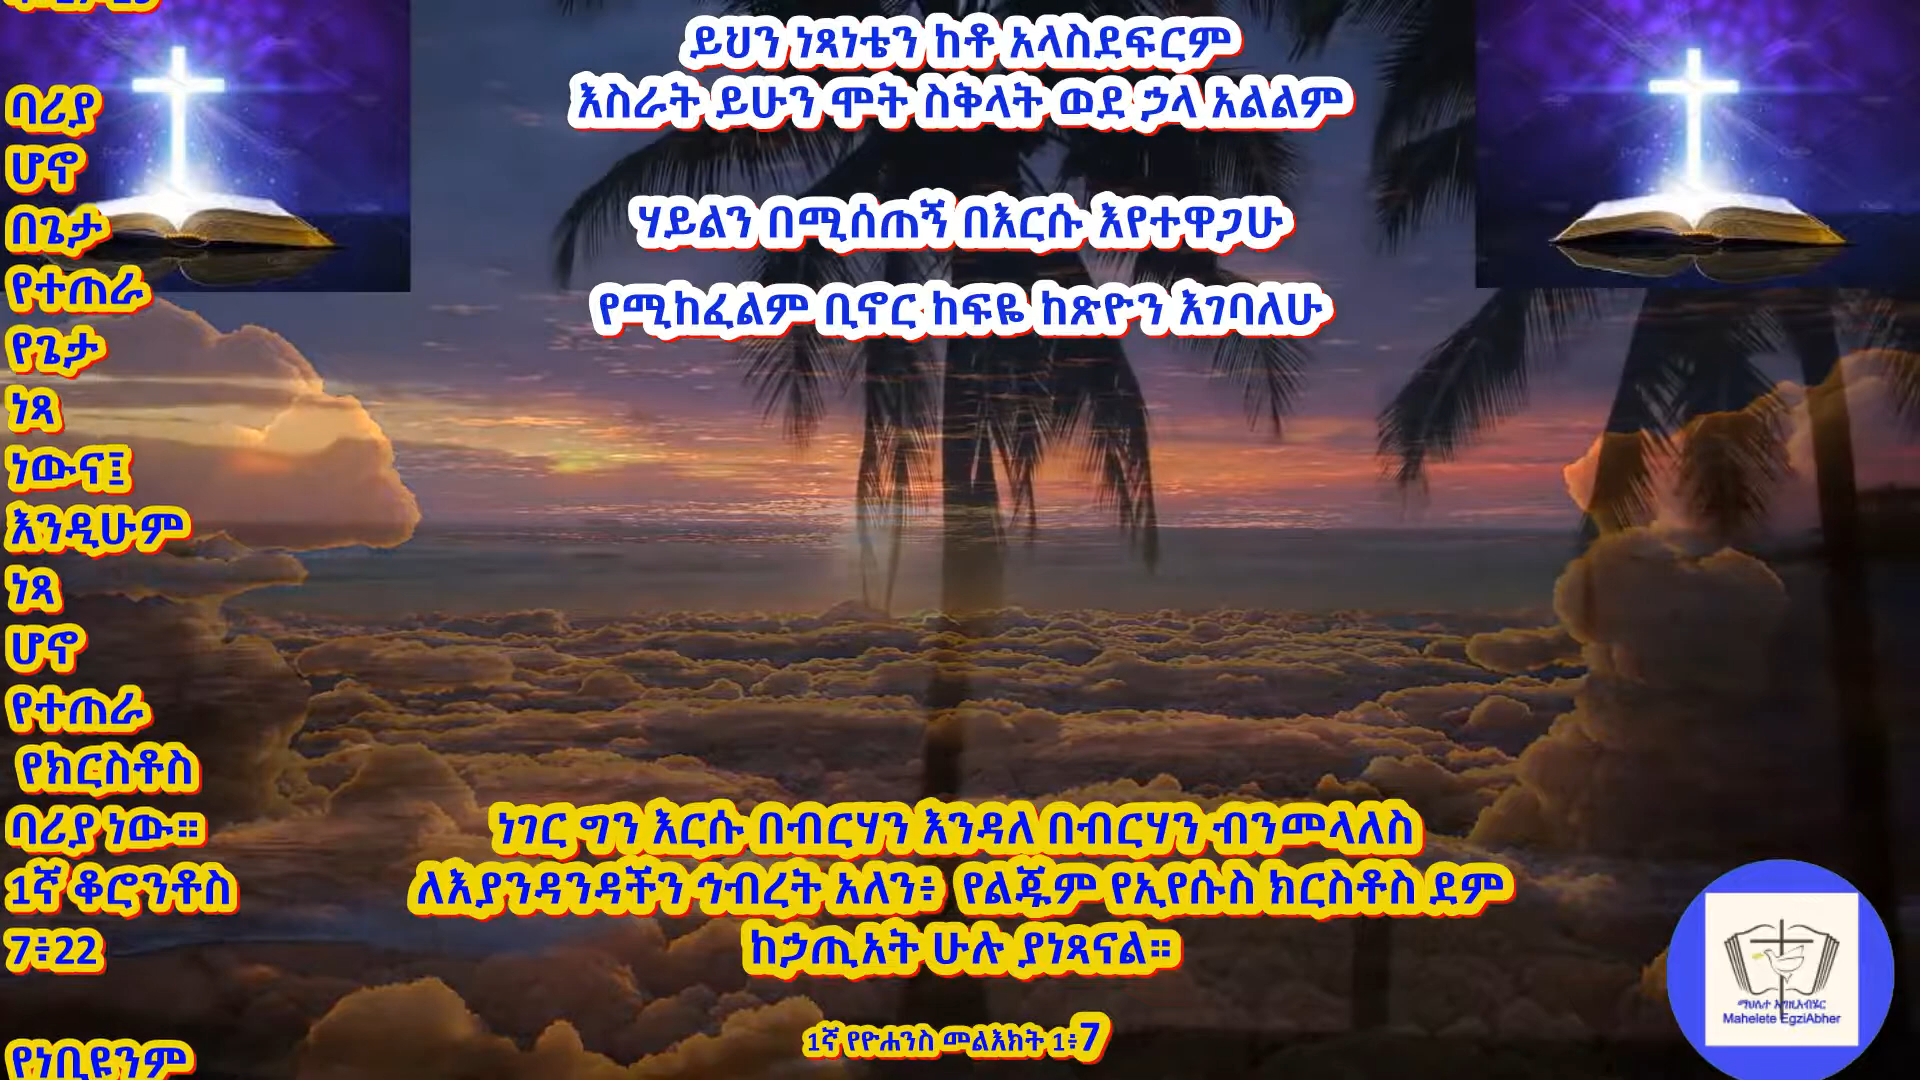 ይህን ነጻነቴን ከቶ አላስደፍርም
እስራት ይሁን ሞት ስቅላት ወደ ኃላ አልልም
ሃይልን በሚሰጠኝ በእርሱ እየተዋጋሁ
የሚከፈልም ቢኖር ከፍዬ ከጽዮን እገባለሁ
ባሪያ
ሆኖ
በጌታ
የተጠራ
የጌታ
ነጻ
ነውና፤
እንዲሁም
ነጻ
ሆኖ
የተጠራ
የክርስቶስ
ባሪያ ነው።
1ኛ ቆሮንቶስ
7፥22
የነቢዩንም
ነገር ግን እርሱ በብርሃን እንዳለ በብርሃን ብንመላለስ
ለእያንዳንዳችን ኅብረት አለን፥ የልጁም የኢየሱስ ክርስቶስ ደም
ከኃጢአት ሁሉ ያነጻናል።
1ኛ የዮሐንስ መልእክት 1፥7
ማህሌተ እግዚአብሄር
Mahelete EgziAbher